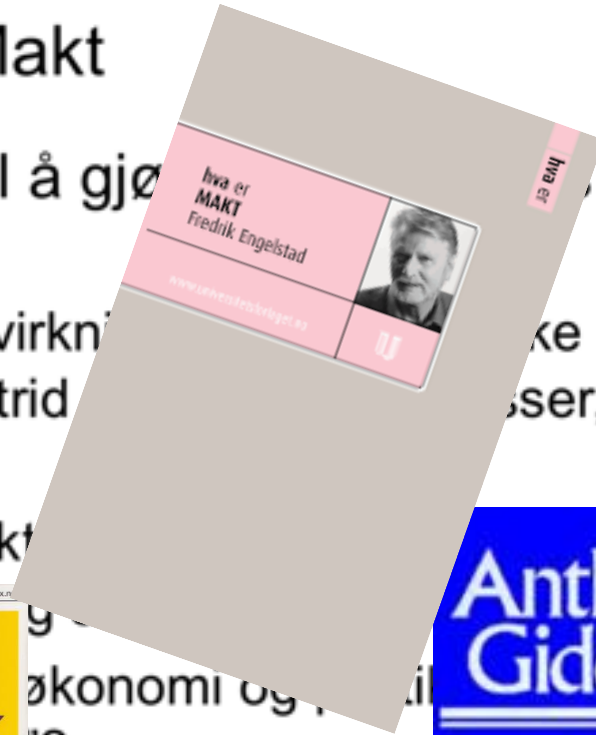 Makt
l å gjø
virkni
ke
trid
sser,
kt
økonomi og
hva er
MAKT
Fredrik Engelstad
www.universitetsforlaget.no
U
hva er
Anth
Gid